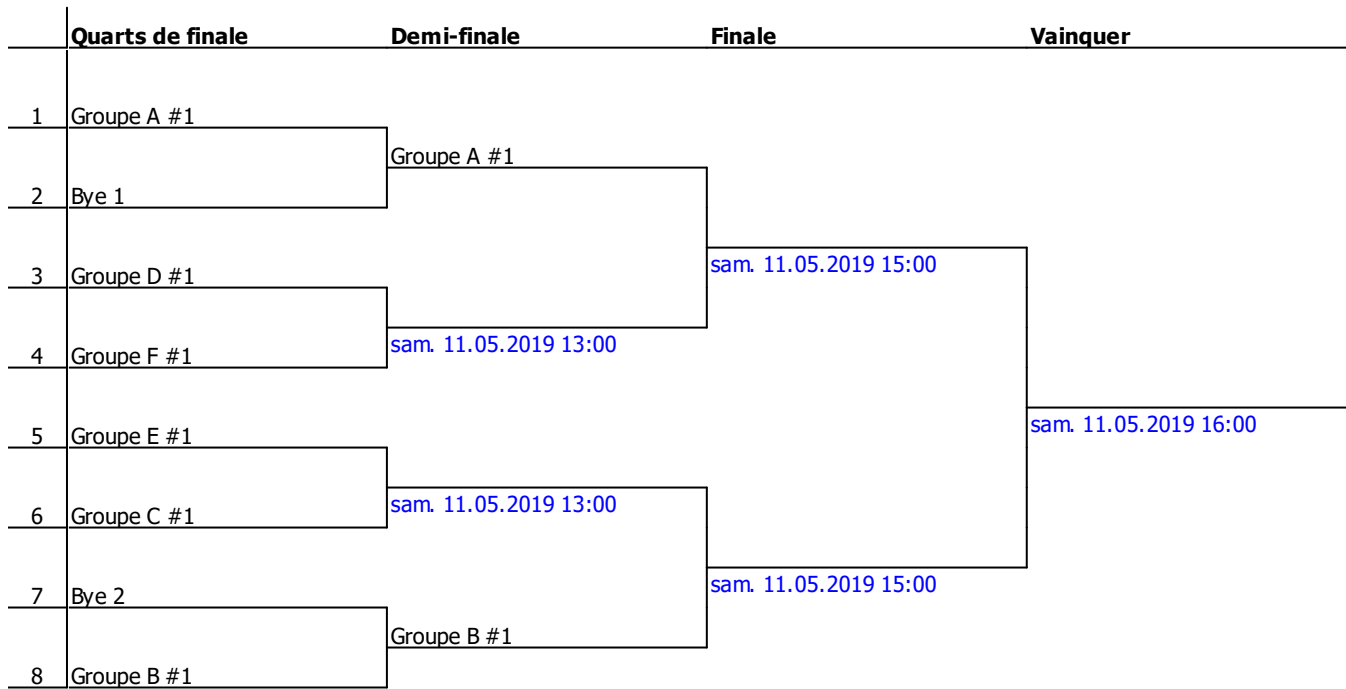 Quarts de finale Demi-finale Finale Vainquer
1 Groupe A #1
Groupe A #1
2 Bye 1
sam. 11.05.2019 15:00
3 Groupe D #1
sam. 11.05.2019 13:00
4 Groupe F #1
sam. 11.05.2019 16:00
5 Groupe E #1
sam. 11.05.2019 13:00
6 Groupe C #1
sam. 11.05.2019 15:00
7 Bye 2
Groupe B #1
8 Groupe B #1